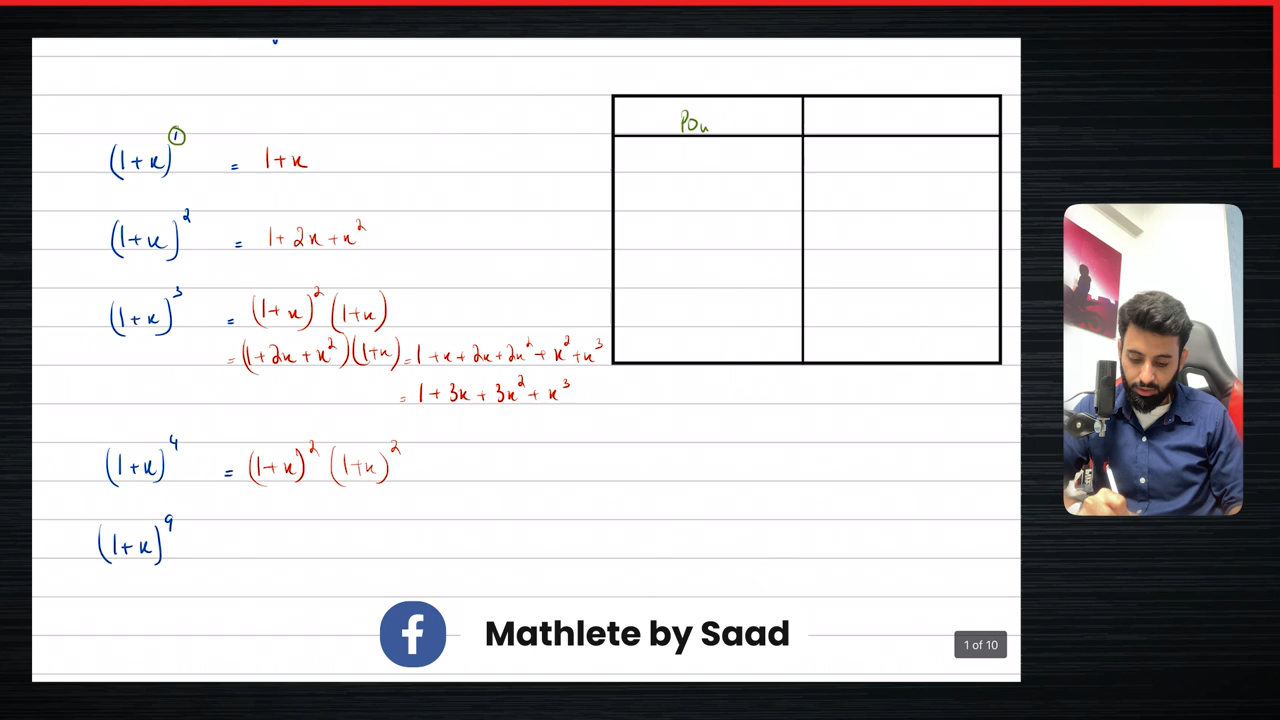 (1+x)^1 = 1+x
(1+x)^2 = 1+2x+x^2
(1+x)^3 = (1+x)^2 (1+x)
= (1+2x+x^2)(1+x) = 1+x+2x+2x^2+x^2+x^3
= 1+3x+3x^2+x^3
(1+x)^4 = (1+x)^2 (1+x)^2
(1+x)^9
Pow
f Mathlete by Saad
1 of 10